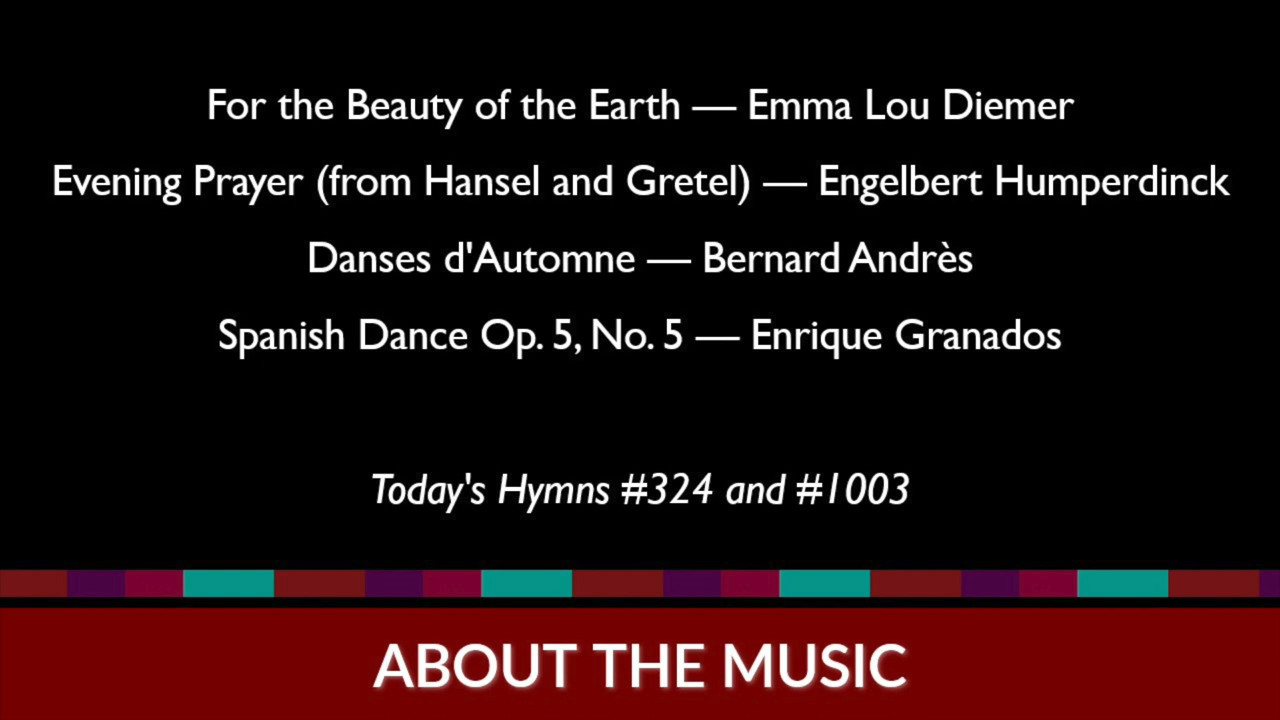 For the Beauty of the Earth — Emma Lou Diemer
Evening Prayer (from Hansel and Gretel) — Engelbert Humperdinck
Danses d'Automne — Bernard Andrès
Spanish Dance Op. 5, No. 5 — Enrique Granados
Today's Hymns #324 and #1003
ABOUT THE MUSIC